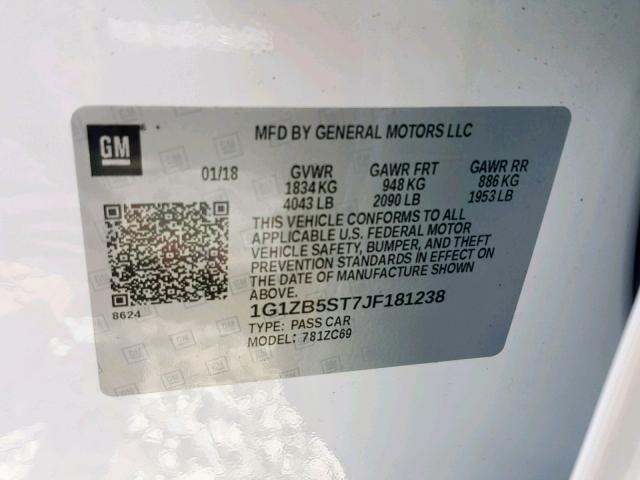 GM
MFD BY GENERAL MOTORS LLC
01/18 GVWR GAWR FRT GAWR RR
1834 KG 948 KG 886 KG
4043 LB 2090 LB 1953 LB
THIS VEHICLE CONFORMS TO ALL
APPLICABLE U.S. FEDERAL MOTOR
VEHICLE SAFETY, BUMPER, AND THEFT
PREVENTION STANDARDS IN EFFECT ON
THE DATE OF MANUFACTURE SHOWN
ABOVE.
8624
1G1ZB5ST7JF181238
TYPE: PASS CAR
MODEL: 781ZC69